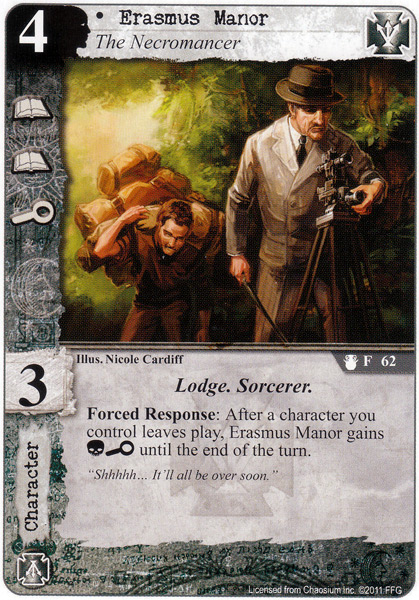 4
• Erasmus Manor
The Necromancer
Illus. Nicole Cardiff
F 62
3
Lodge. Sorcerer.
Forced Response: After a character you
control leaves play, Erasmus Manor gains
until the end of the turn.
“Shhhhh… It’ll all be over soon.”
Character
Licensed from Chaosium Inc. ©2011 FFG